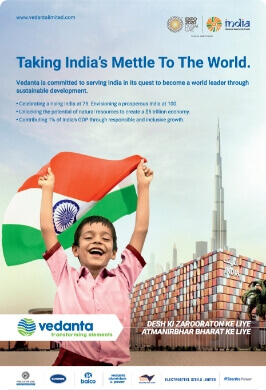 www.vedantalimited.com
EXPO 2020
india
Taking India's Mettle To The World.
Vedanta is committed to serving India in its quest to become a world leader through
sustainable development.
• Celebrating a rising India at 75. Envisioning a prosperous India at 100.
• Unlocking the potential of natural resources to create a $5 trillion economy.
• Contributing 1% of India's GDP through responsible and inclusive growth.
vedanta
transforming elements
DESH KI ZAROORATON KE LIYE
ATMANIRBHAR BHARAT KE LIYE
balco